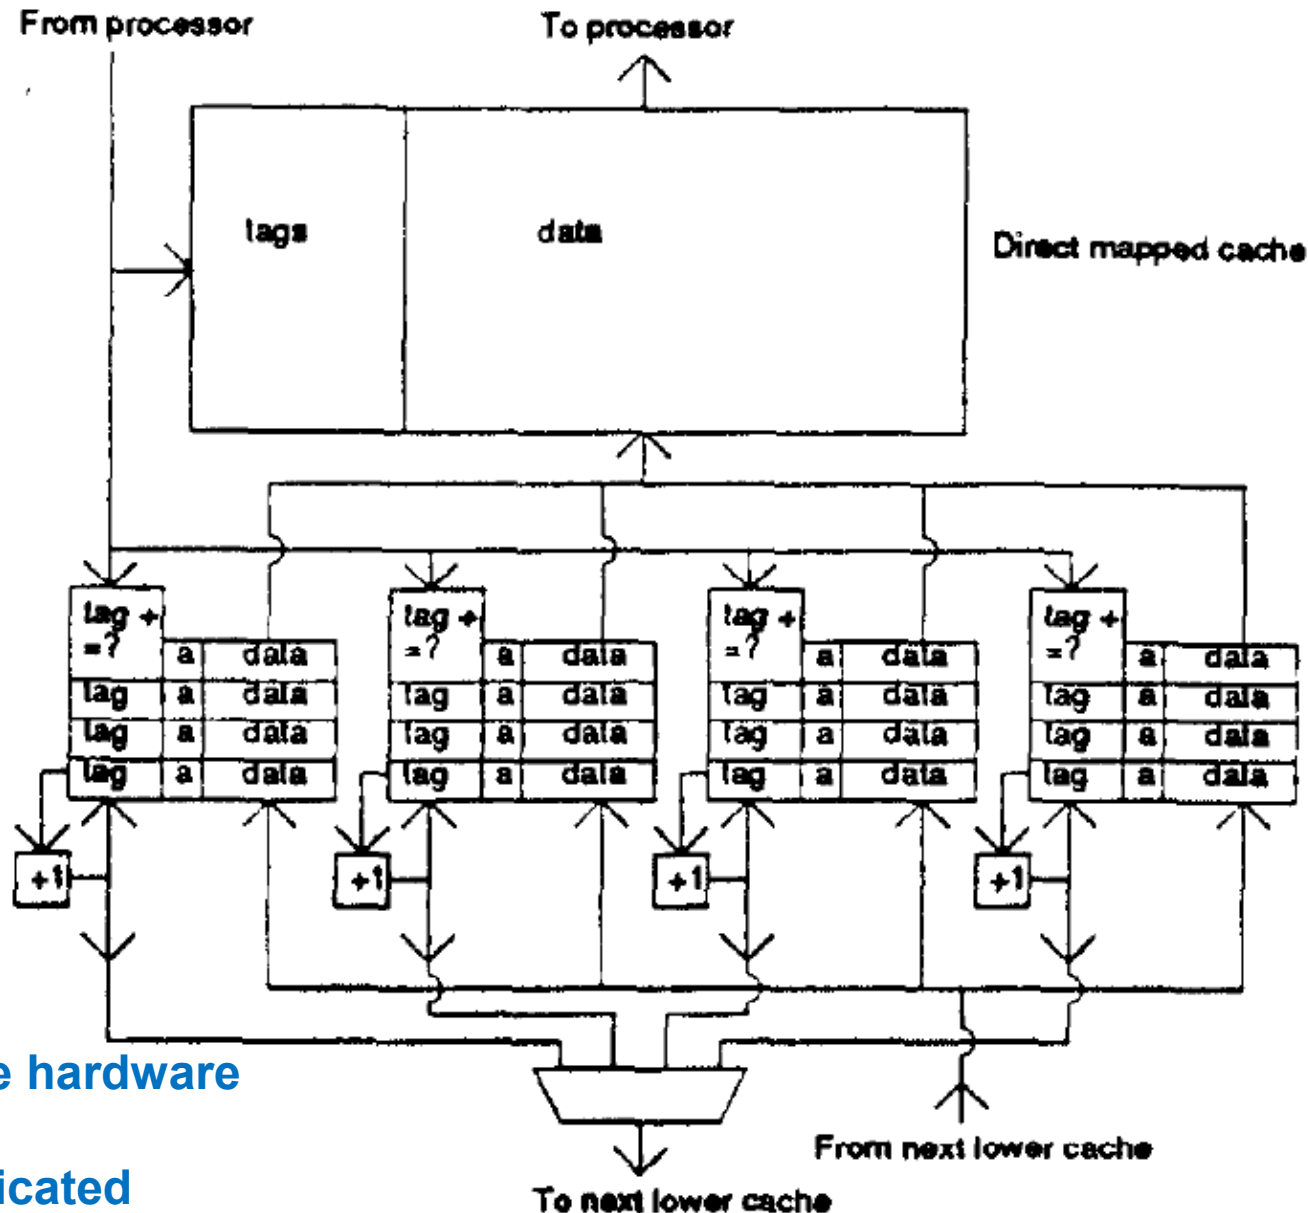 From processor
To processor
tags
data
Direct mapped cache
tag +
=?
a
data
tag
a
data
tag
a
data
tag
a
data
+1
tag +
=?
a
data
tag
a
data
tag
a
data
tag
a
data
+1
tag +
=?
a
data
tag
a
data
tag
a
data
tag
a
data
+1
tag +
=?
a
data
tag
a
data
tag
a
data
tag
a
data
+1
e hardware
icated
From next lower cache
To next lower cache